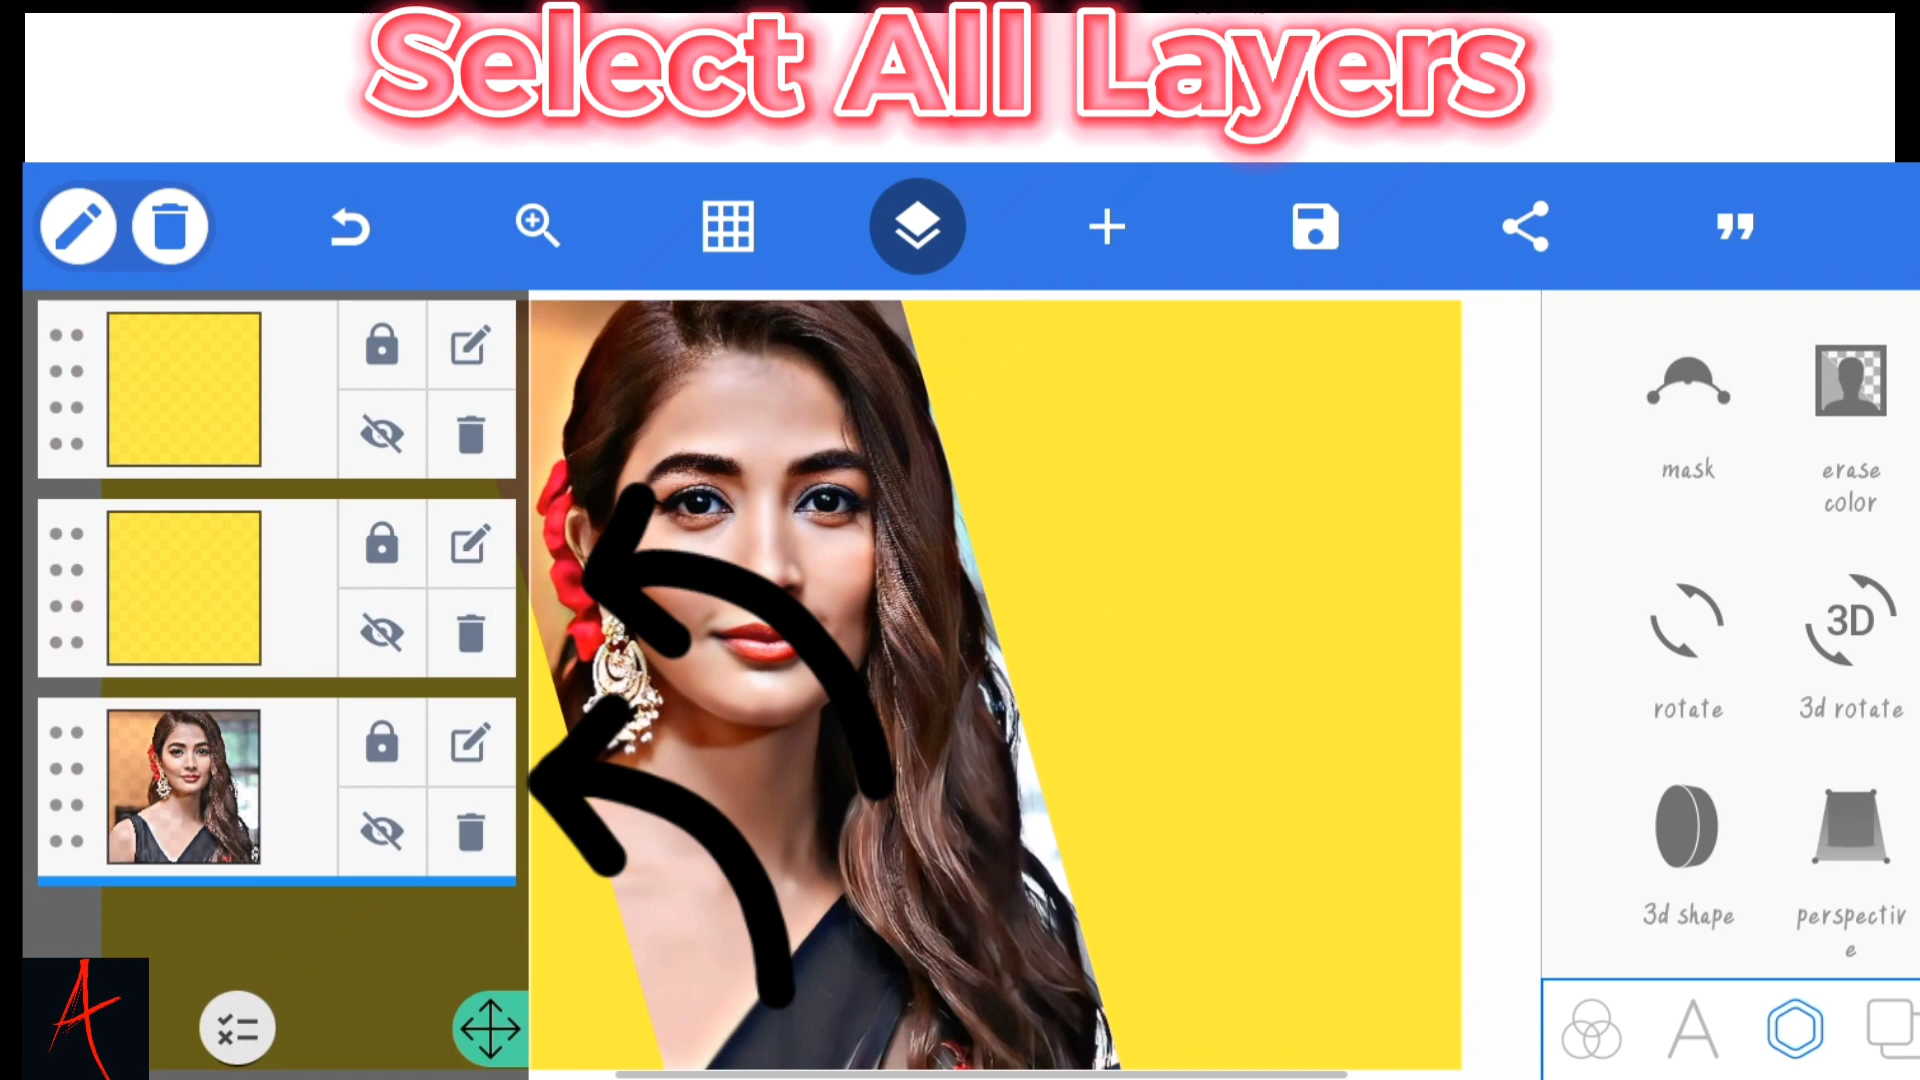 Select All Layers
mask
erase
color
3D
rotate
3d rotate
3d shape
perspectiv
e
A
A